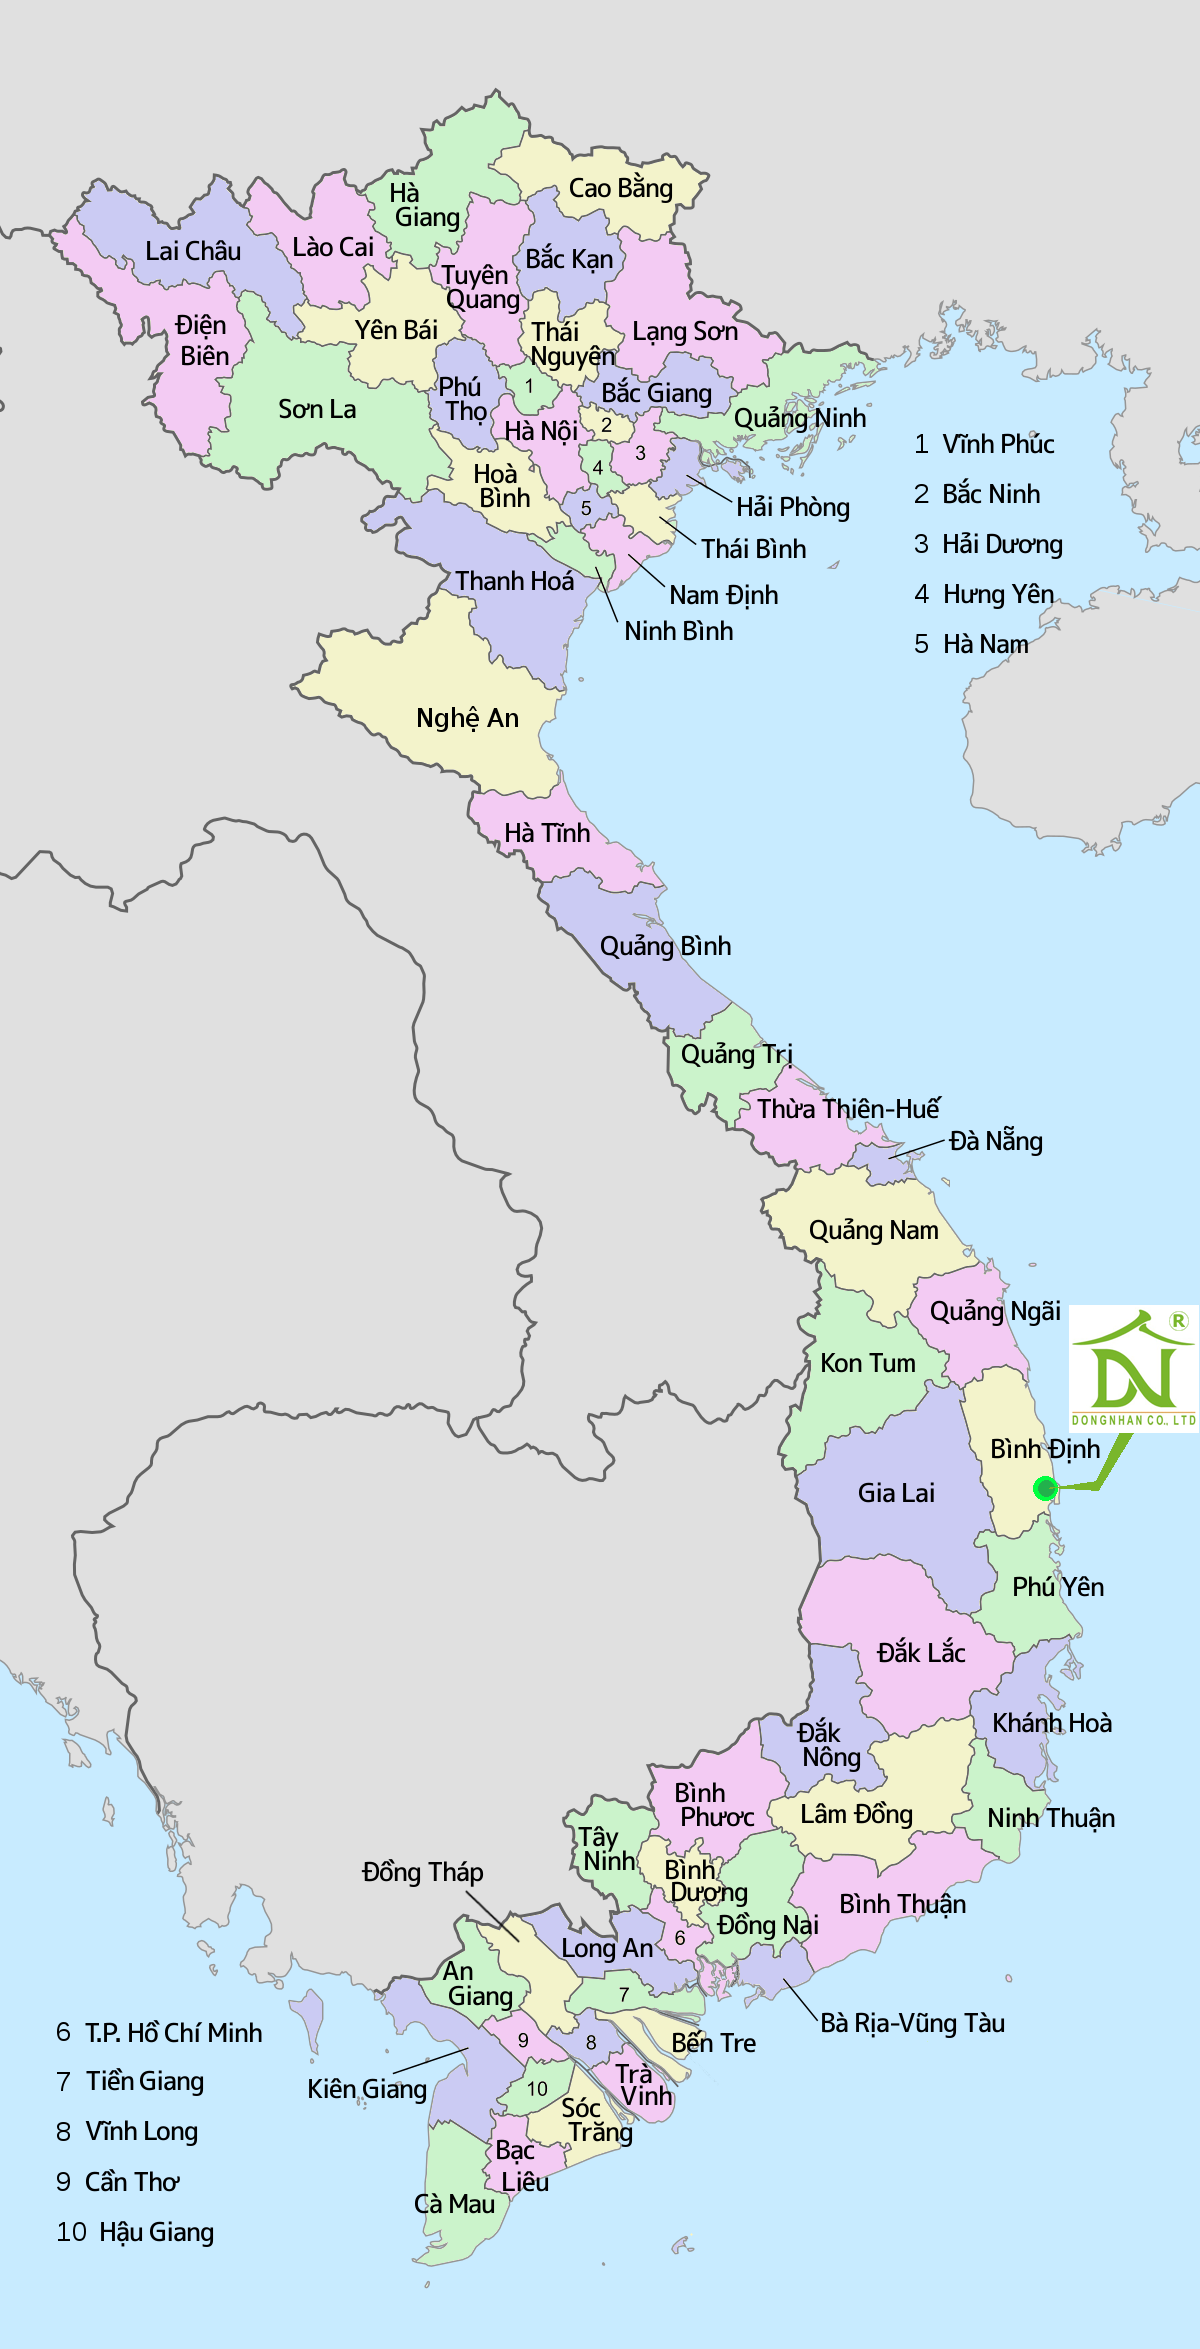 Hà
Giang
Cao Bằng
Lai Châu
Lào Cai
Bắc Kạn
Tuyên
Quang
Điện
Biên
Yên Bái
Thái
Nguyên
Lạng Sơn
Sơn La
Phú
Thọ
1
Bắc Giang
Quảng Ninh
Hà Nội
2
3
4
Hoà
Bình
5
Hải Phòng
Thái Bình
Nam Định
Ninh Bình
Thanh Hoá
1 Vĩnh Phúc
2 Bắc Ninh
3 Hải Dương
4 Hưng Yên
5 Hà Nam
Nghệ An
Hà Tĩnh
Quảng Bình
Quảng Trị
Thừa Thiên-Huế
Đà Nẵng
Quảng Nam
Quảng Ngãi
Kon Tum
®
DN
DONGNHAN CO., LTD
Bình Định
Gia Lai
Phú Yên
Đắk Lắc
Khánh Hoà
Đắk
Nông
Bình
Phươc
Lâm Đồng
Ninh Thuận
Tây
Ninh
Bình
Dương
Đồng Tháp
Bình Thuận
Đồng Nai
6
Long An
An
Giang
7
Bà Rịa-Vũng Tàu
Bến Tre
8
9
Kiên Giang
10
Trà
Vinh
Sóc
Trăng
Bạc
Liêu
Cà Mau
6 T.P. Hồ Chí Minh
7 Tiền Giang
8 Vĩnh Long
9 Cần Thơ
10 Hậu Giang